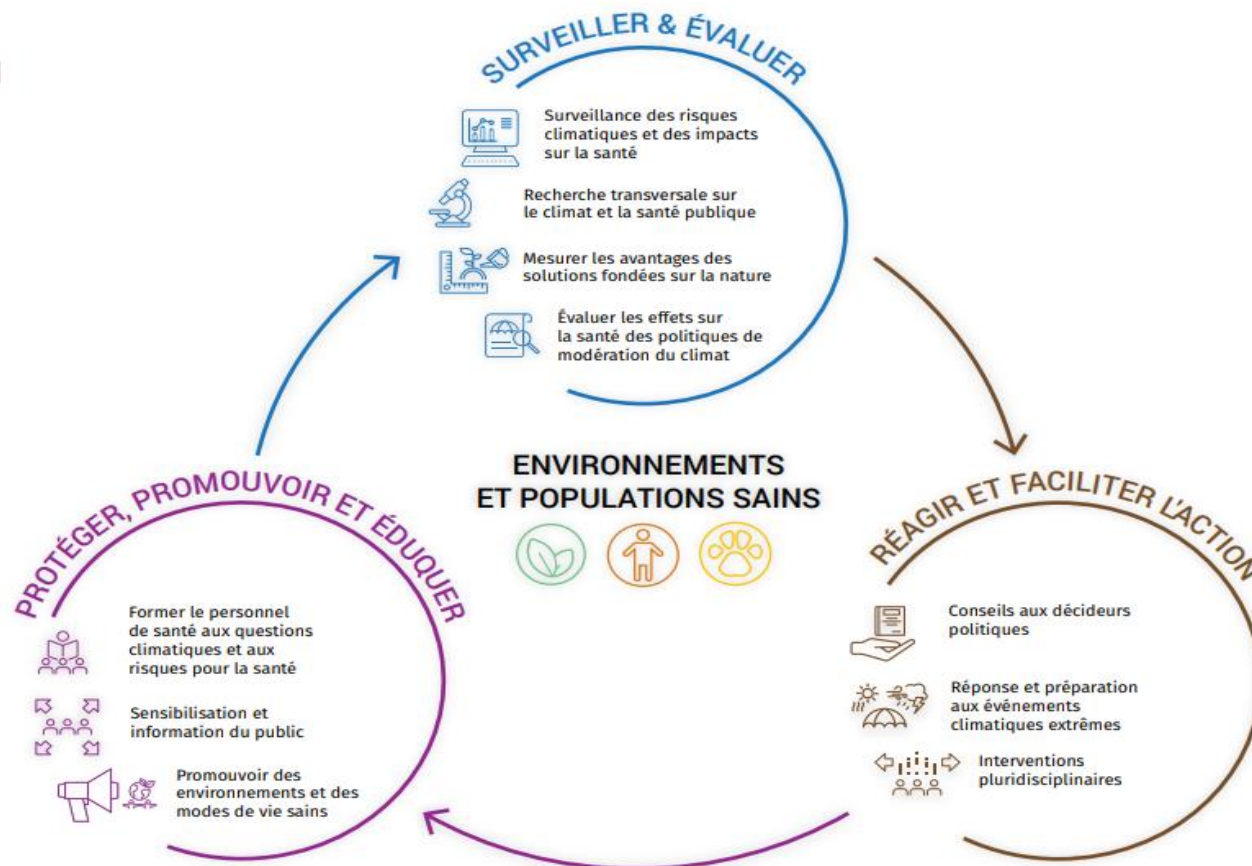 SURVEILLER & ÉVALUER
Surveillance des risques
climatiques et des impacts
sur la santé
Recherche transversale sur
le climat et la santé publique
Mesurer les avantages des
solutions fondées sur la nature
Évaluer les effets sur
la santé des politiques de
modération du climat
ENVIRONNEMENTS
ET POPULATIONS SAINS
PROTÉGER, PROMOUVOIR ET ÉDUQUER
Former le personnel
de santé aux questions
climatiques et aux
risques pour la santé
Sensibilisation et
information du public
Promouvoir des
environnements et des
modes de vie sains
RÉAGIR ET FACILITER L'ACTION
Conseils aux décideurs
politiques
Réponse et préparation
aux événements
climatiques extrêmes
Interventions
pluridisciplinaires